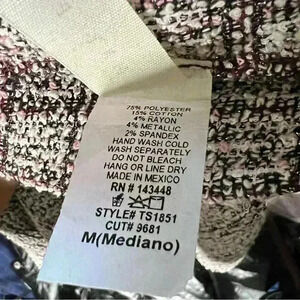 75% POLYESTER
15% COTTON
4% RAYON
4% METALLIC
2% SPANDEX
HAND WASH COLD
WASH SEPARATELY
DO NOT BLEACH
HANG OR LINE DRY
MADE IN MEXICO
RN # 143448
STYLE# TS1851
CUT# 9681
M(Mediano)